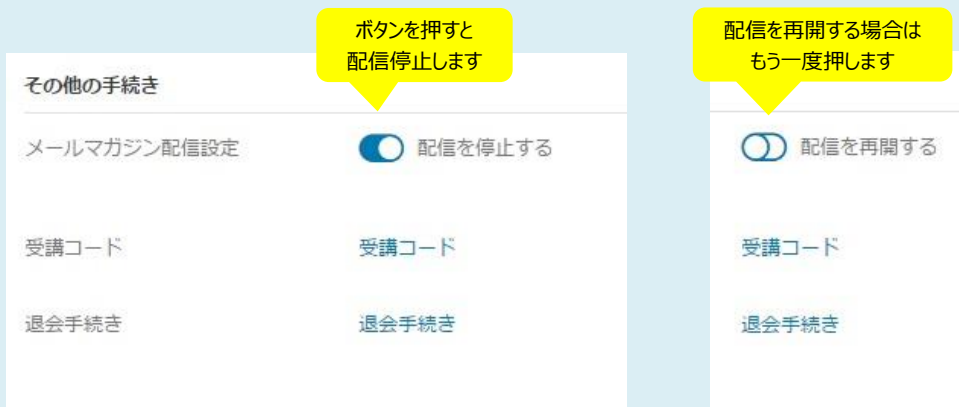 ボタンを押すと
配信停止します
その他の手続き
メールマガジン配信設定
配信を停止する
受講コード
受講コード
退会手続き
退会手続き
配信を再開する場合は
もう一度押します
配信を再開する
受講コード
退会手続き